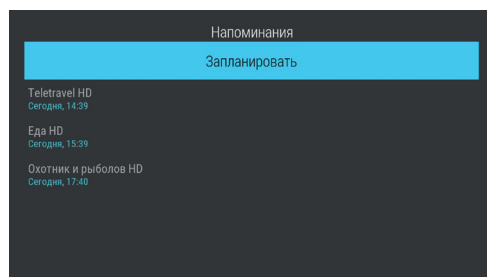 Напоминания
Запланировать
Teletravel HD
Сегодня, 14:39
Еда HD
Сегодня, 15:39
Охотник и рыболов HD
Сегодня, 17:40